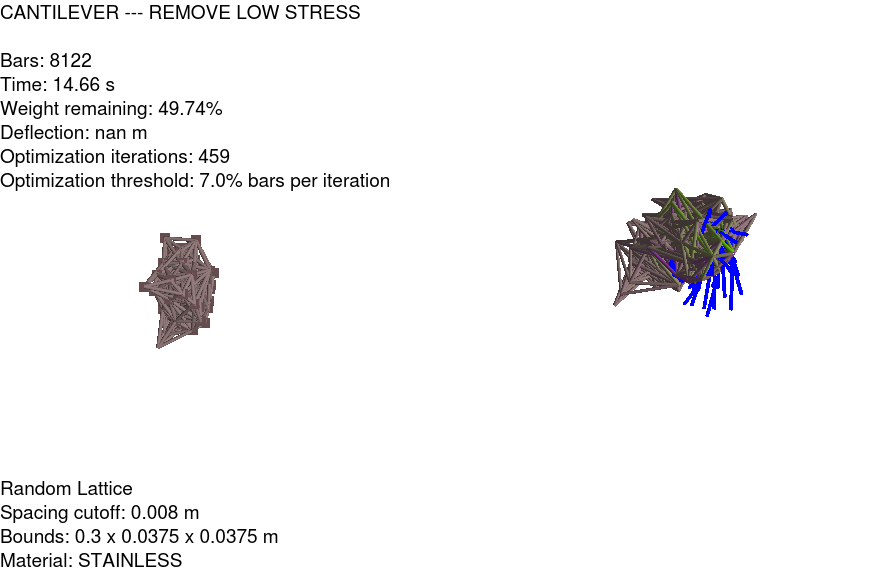 CANTILEVER --- REMOVE LOW STRESS
Bars: 8122
Time: 14.66 s
Weight remaining: 49.74%
Deflection: nan m
Optimization iterations: 459
Optimization threshold: 7.0% bars per iteration
Random Lattice
Spacing cutoff: 0.008 m
Bounds: 0.3 x 0.0375 x 0.0375 m
Material: STAINLESS